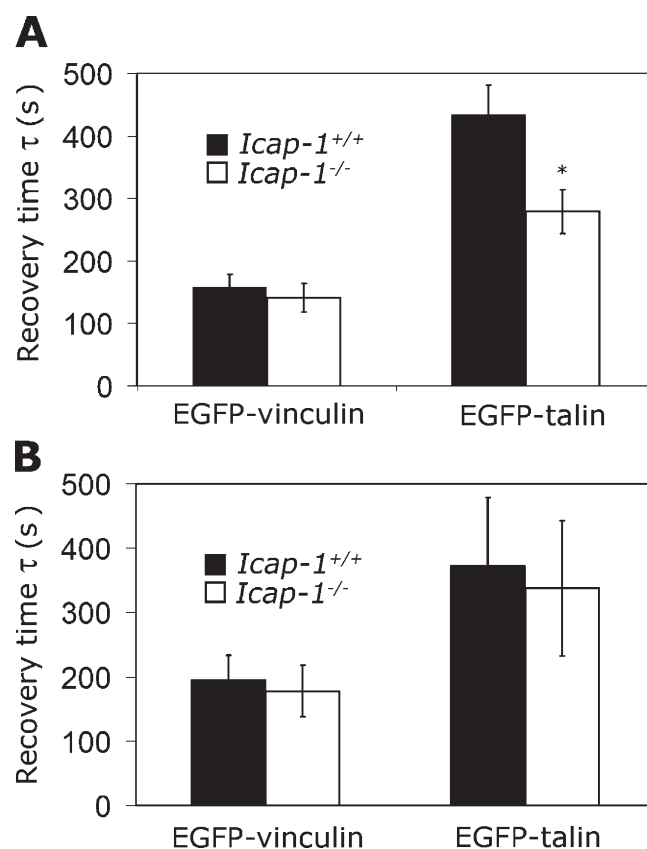 A
Recovery time τ (s)
500
400
300
200
100
0
Icap-1+/+
Icap-1-/-
*
EGFP-vinculin EGFP-talin
B
Recovery time τ (s)
500
400
300
200
100
0
Icap-1+/+
Icap-1-/-
EGFP-vinculin EGFP-talin